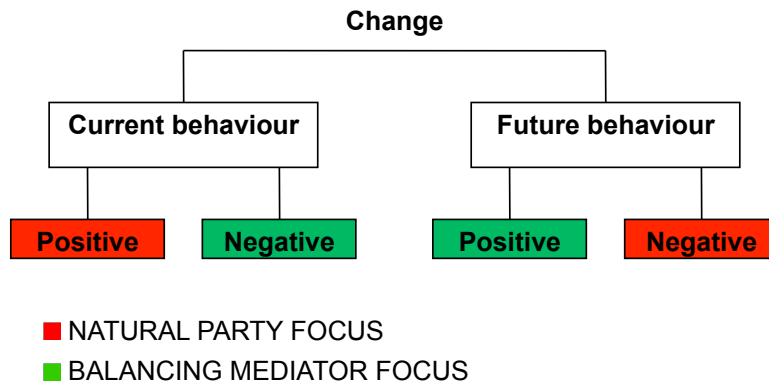 Change
Current behaviour
Future behaviour
Positive
Negative
Positive
Negative
NATURAL PARTY FOCUS
BALANCING MEDIATOR FOCUS